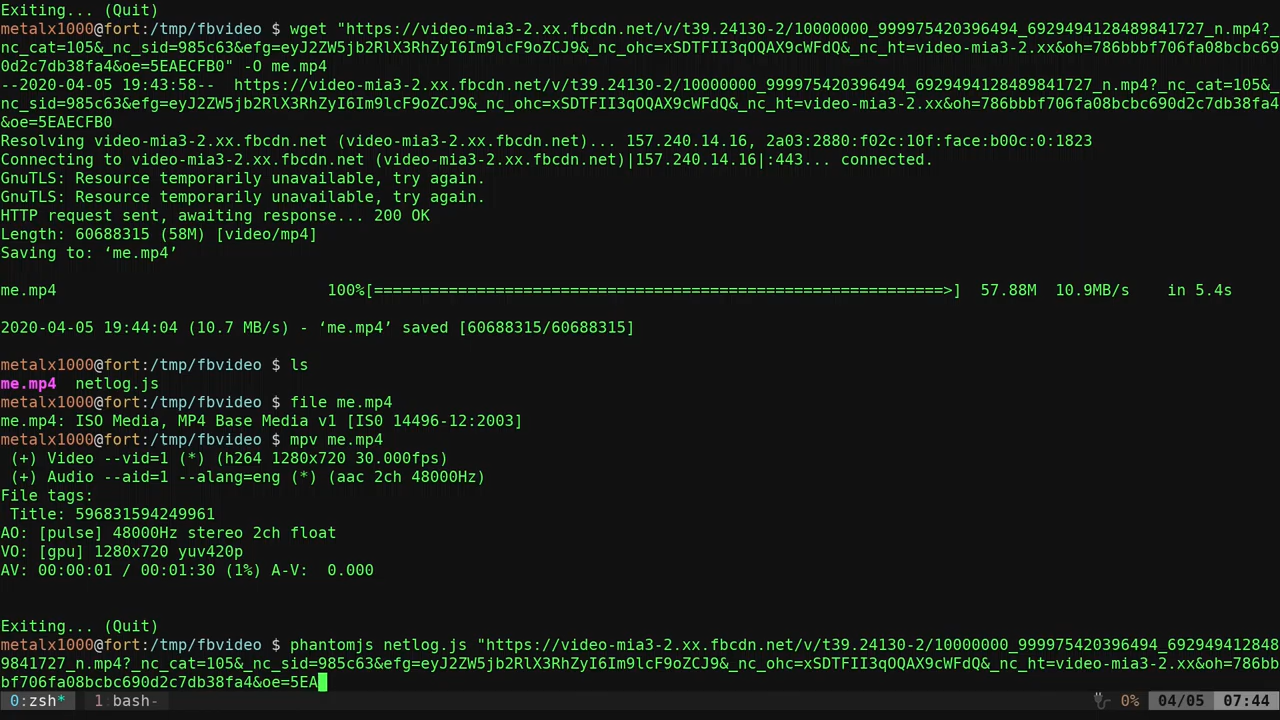 Exiting... (Quit)
metalx1000@fort:/tmp/fbvideo $ wget "https://video-mia3-2.xx.fbcdn.net/v/t39.24130-2/10000000_999975420396494_6929494128489841727_n.mp4?_
nc_cat=105&_nc_sid=985c63&efg=eyJ2ZW5jb2RlX3RhZyI6Im9lcF9oZCJ9&_nc_ohc=xSDTFII3qOQAX9cWFdQ&_nc_ht=video-mia3-2.xx&oh=786bbbf706fa08bcbc69
0d2c7db38fa4&oe=5EAECFB0" -O me.mp4
--2020-04-05 19:43:58--  https://video-mia3-2.xx.fbcdn.net/v/t39.24130-2/10000000_999975420396494_6929494128489841727_n.mp4?_nc_cat=105&_
nc_sid=985c63&efg=eyJ2ZW5jb2RlX3RhZyI6Im9lcF9oZCJ9&_nc_ohc=xSDTFII3qOQAX9cWFdQ&_nc_ht=video-mia3-2.xx&oh=786bbbf706fa08bcbc690d2c7db38fa4
&oe=5EAECFB0
Resolving video-mia3-2.xx.fbcdn.net (video-mia3-2.xx.fbcdn.net)... 157.240.14.16, 2a03:2880:f02c:10f:face:b00c:0:1823
Connecting to video-mia3-2.xx.fbcdn.net (video-mia3-2.xx.fbcdn.net)|157.240.14.16|:443... connected.
GnuTLS: Resource temporarily unavailable, try again.
GnuTLS: Resource temporarily unavailable, try again.
HTTP request sent, awaiting response... 200 OK
Length: 60688315 (58M) [video/mp4]
Saving to: ‘me.mp4’
me.mp4                             100%[=============================================================>]  57.88M  10.9MB/s    in 5.4s
2020-04-05 19:44:04 (10.7 MB/s) - ‘me.mp4’ saved [60688315/60688315]
metalx1000@fort:/tmp/fbvideo $ ls
me.mp4  netlog.js
metalx1000@fort:/tmp/fbvideo $ file me.mp4
me.mp4: ISO Media, MP4 Base Media v1 [IS0 14496-12:2003]
metalx1000@fort:/tmp/fbvideo $ mpv me.mp4
 (+) Video --vid=1 (*) (h264 1280x720 30.000fps)
 (+) Audio --aid=1 --alang=eng (*) (aac 2ch 48000Hz)
File tags:
 Title: 596831594249961
AO: [pulse] 48000Hz stereo 2ch float
VO: [gpu] 1280x720 yuv420p
AV: 00:00:01 / 00:01:30 (1%) A-V:  0.000
Exiting... (Quit)
metalx1000@fort:/tmp/fbvideo $ phantomjs netlog.js "https://video-mia3-2.xx.fbcdn.net/v/t39.24130-2/10000000_999975420396494_692949412848
9841727_n.mp4?_nc_cat=105&_nc_sid=985c63&efg=eyJ2ZW5jb2RlX3RhZyI6Im9lcF9oZCJ9&_nc_ohc=xSDTFII3qOQAX9cWFdQ&_nc_ht=video-mia3-2.xx&oh=786bb
bf706fa08bcbc690d2c7db38fa4&oe=5EA
0:zsh*  1:bash-  0%  04/05  07:44